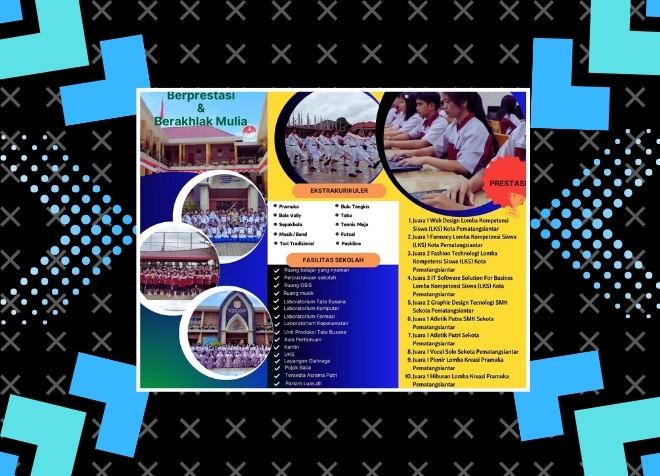 Berprestasi
&
Berakhlak Mulia
EKSTRAKURIKULER
Pramuka
Bola Volly
Sepakbola
Musik/Band
Tari Tradisional
Bulu Tangkis
Tabo
Tennis Meja
Futsal
Paskibra
FASILITAS SEKOLAH
Ruang belajar yang nyaman
Perpustakaan sekolah
Ruang OSIS
Ruang musik
Laboratorium Tata Busana
Laboratorium Komputer
Laboratorium Farmasi
Laboratorium Keperawatan
Unit Produksi Tata Busana
Aula Pertemuan
Kantin
UKS
Lapangan Olahraga
Pojok Baca
Tersedia Asrama Putri
Parkirn Luas,dll
PRESTASI
1. Juara 1 Web Design Lomba Kompetensi
Siswa (LKS) Kota Pematangsiantar
2. Juara 1 Farmacy Lomba Kompetensi Siswa
(LKS) Kota Pematangsiantar
3. Juara 2 Fashion Technologi Lomba
Kompetensi Siswa (LKS) Kota
Pematangsiantar
4. Juara 3 IT Software Solution For Busines
Lomba Kompetensi Siswa (LKS) Kota
Pematangsiantar
5. Juara 2 Graphic Design Tecnologi SMK
Sekota Pematangsiantar
6. Juara 1 Atletik Putra SMK Sekota
Pematangsiantar
7. Juara 1 Atletik Putri Sekota
Pematangsiantar
8. Juara 1 Vocal Solo Sekota Pematangsiantar
9. Juara 1 Pionir Lomba Kreasi Pramuka
Pematangsiantar
10. Juara 1 Hiburan Lomba Kreasi Pramuka
Pematangsiantar